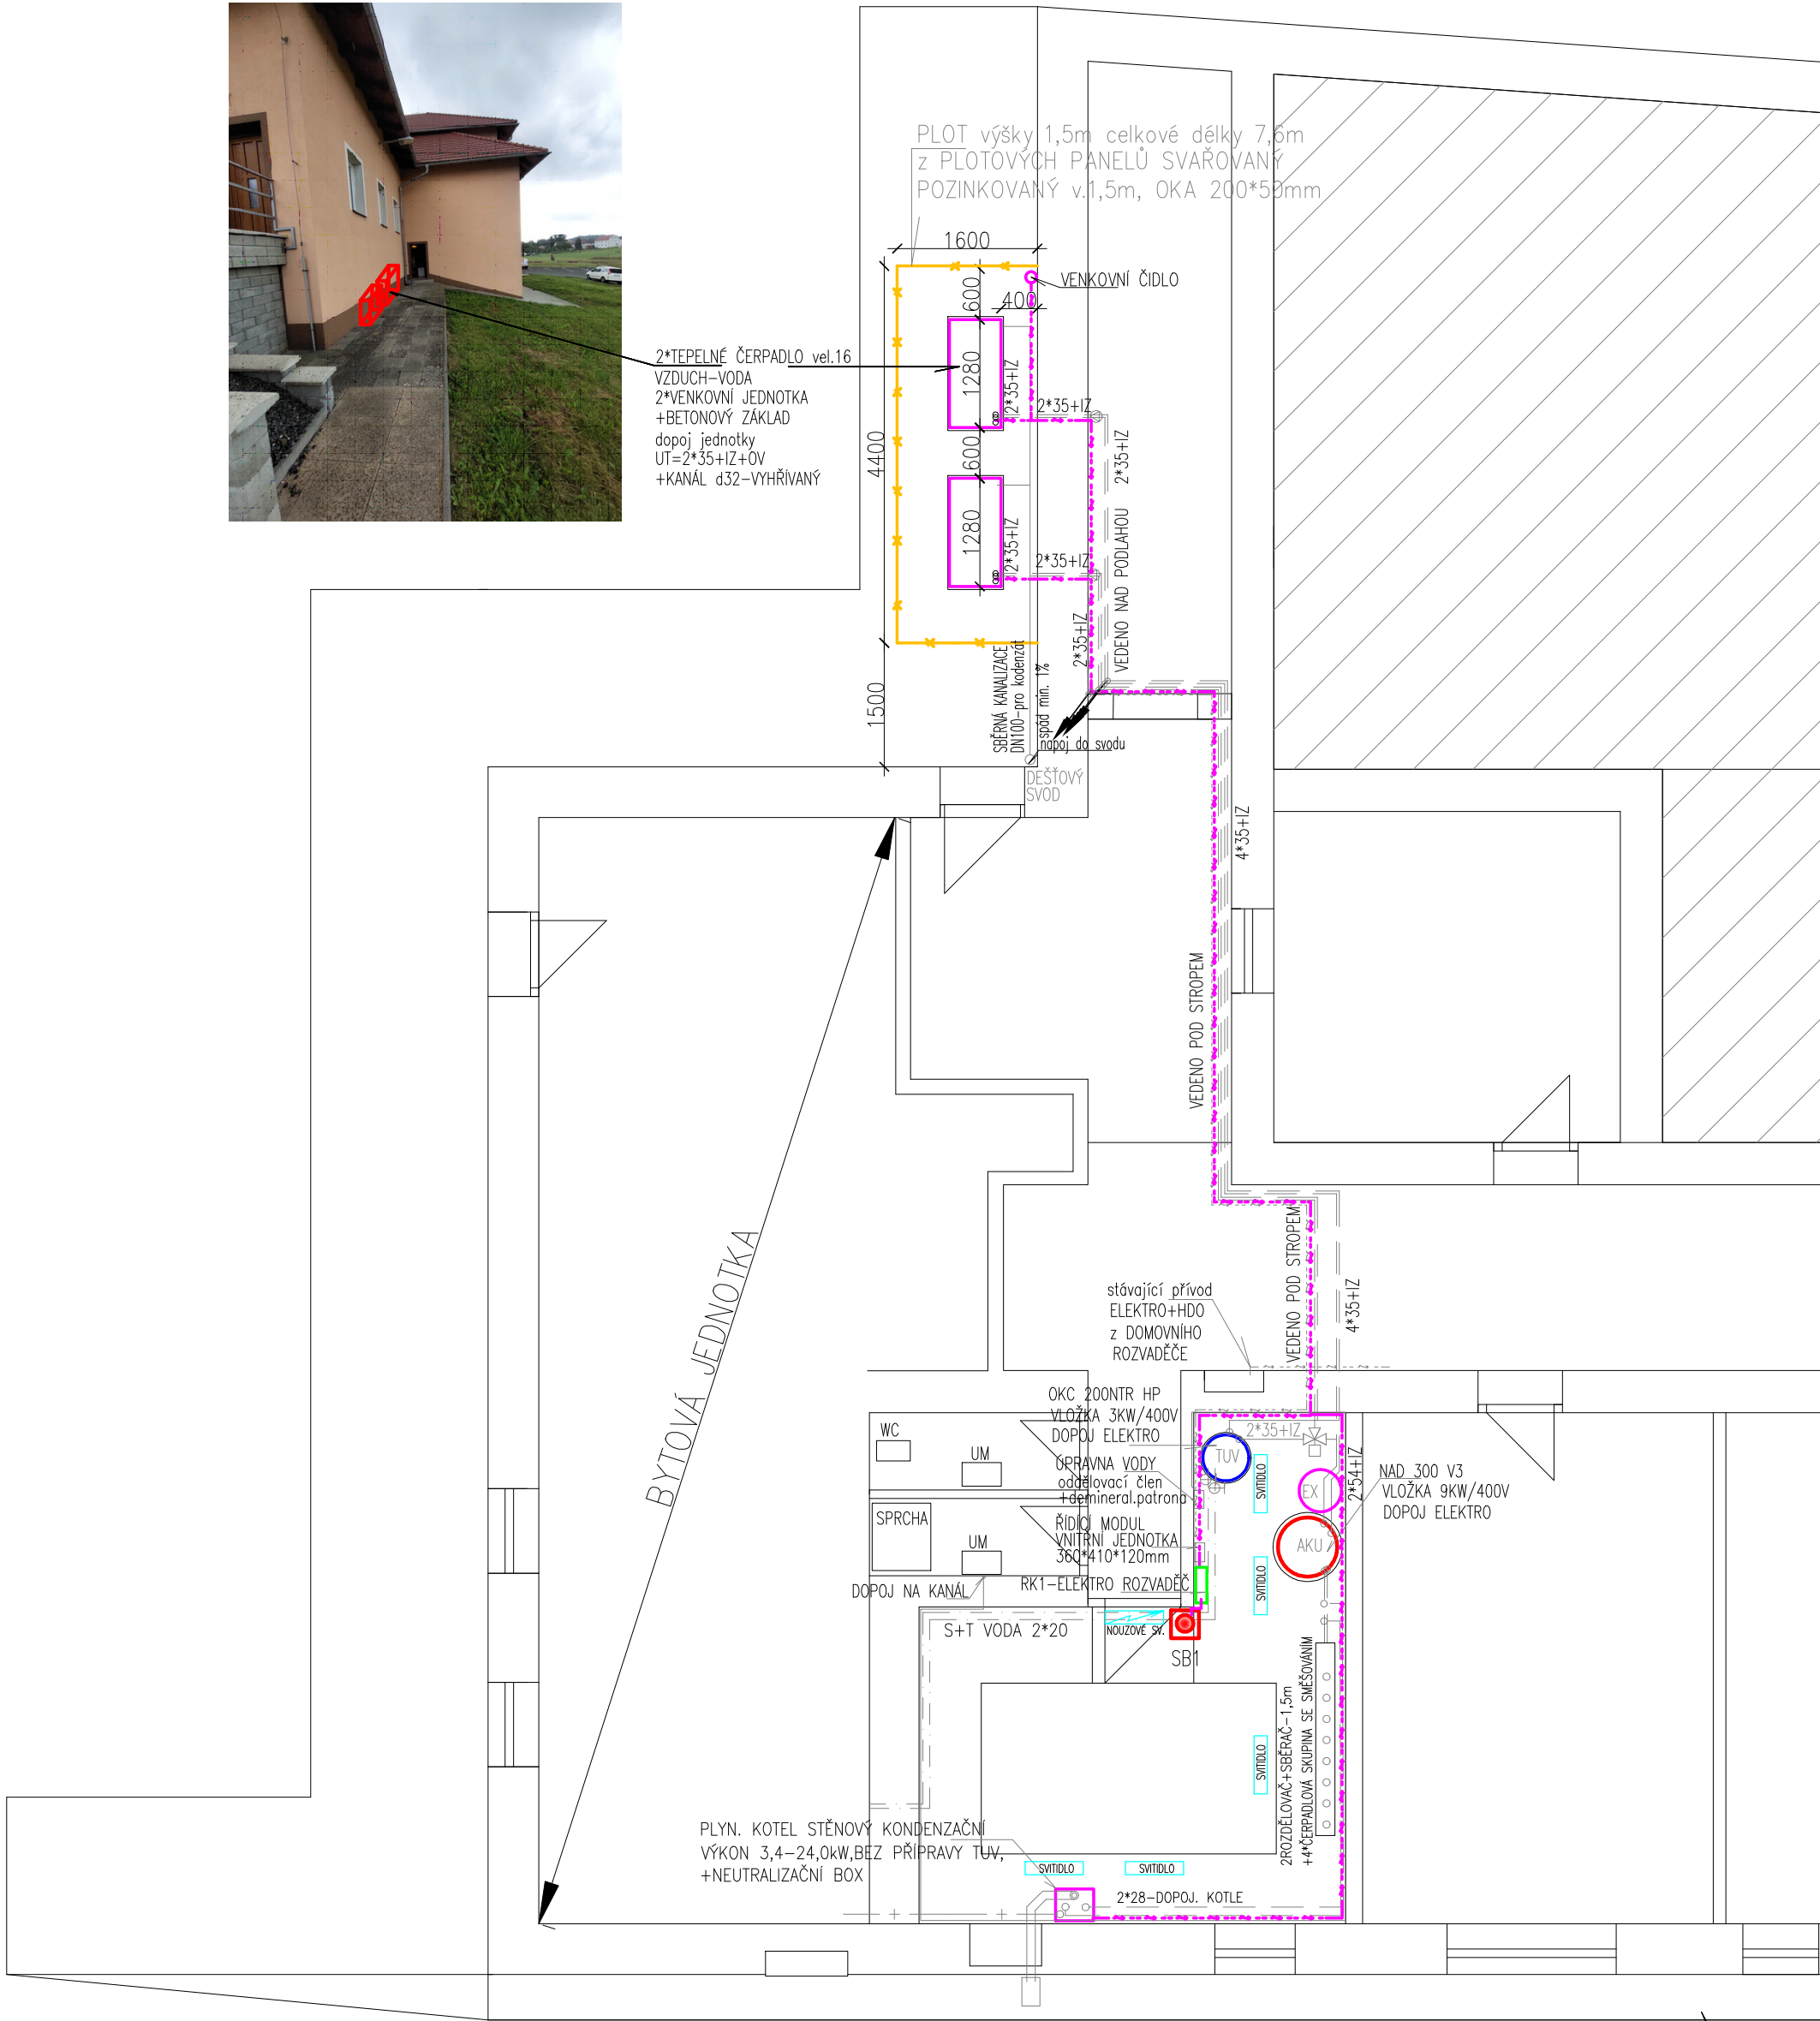 PLOT výšky 1,5m celkové délky 7,6m
z PLOTOVÝCH PANELŮ SVAŘOVANÝ
POZINKOVANÝ v.1,5m, OKA 200*50mm
1600
VENKOVNÍ ČIDLO
600
400
2*TEPELNÉ ČERPADLO vel.16
VZDUCH-VODA
2*VENKOVNÍ JEDNOTKA
+BETONOVÝ ZÁKLAD
dopoj jednotky
UT=2*35+IZ+OV
+KANÁL d32-VYHŘÍVANÝ
1280
2*35+IZ
2*35+IZ
4400
600
2*35+IZ
VEDENO NAD PODLAHOU
1280
2*35+IZ
2*35+IZ
2*35+IZ
1500
SBĚRNÁ KANALIZACE
DN100-pro kodenzát
spád min. 1%
napoj do svodu
DEŠŤOVÝ
SVOD
4*35+IZ
VEDENO POD STROPEM
BYTOVÁ JEDNOTKA
VEDENO POD STROPEM
4*35+IZ
stávající přívod
ELEKTRO+HDO
z DOMOVNÍHO
ROZVADĚČE
OKC 200NTR HP
VLOŽKA 3KW/400V
DOPOJ ELEKTRO
WC
UM
2*35+IZ
TUV
SVITIDLO
EX
2*54+IZ
NAD 300 V3
VLOŽKA 9KW/400V
DOPOJ ELEKTRO
ÚPRAVNA VODY
oddělovací člen
+demineral.patrona
SPRCHA
UM
ŘÍDÍCÍ MODUL
VNITŘNÍ JEDNOTKA
360*410*120mm
AKU
SVITIDLO
DOPOJ NA KANÁL
RK1-ELEKTRO ROZVADĚČ
S+T VODA 2*20
NOUZOVÉ SV.
SB1
SVITIDLO
2ROZDĚLOVAČ+SBĚRAČ-1,5m
+4*ČERPADLOVÁ SKUPINA SE SMĚŠOVÁNÍM
PLYN. KOTEL STĚNOVÝ KONDENZAČNÍ
VÝKON 3,4-24,0kW,BEZ PŘÍPRAVY TUV,
+NEUTRALIZAČNÍ BOX
SVITIDLO
SVITIDLO
2*28-DOPOJ. KOTLE